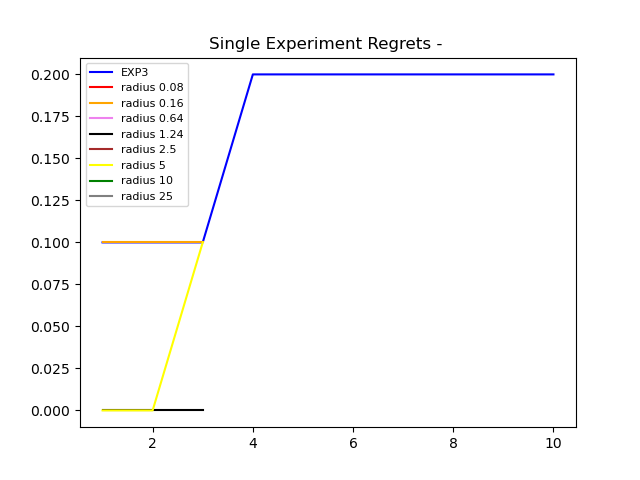 Single Experiment Regrets -
0.200
0.175
0.150
0.125
0.100
0.075
0.050
0.025
0.000
EXP3
radius 0.08
radius 0.16
radius 0.64
radius 1.24
radius 2.5
radius 5
radius 10
radius 25
2 4 6 8 10